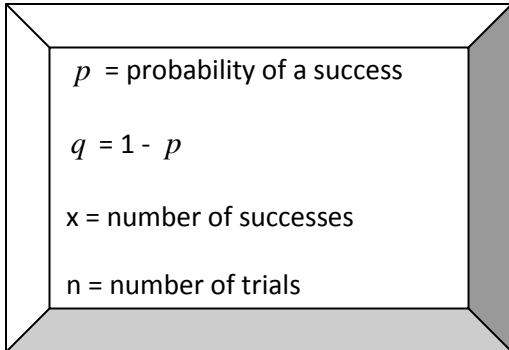 p = probability of a success
q = 1 - p
x = number of successes
n = number of trials